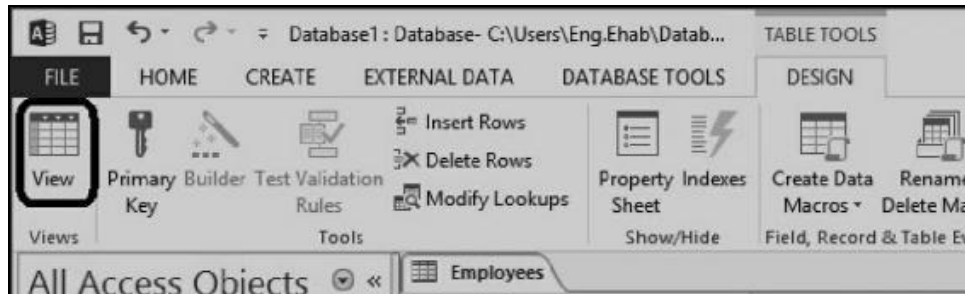 Database1 : Database- C:\Users\Eng.Ehab\Datab...
TABLE TOOLS
FILE HOME CREATE EXTERNAL DATA DATABASE TOOLS DESIGN
View
Primary Key
Builder
Test Validation Rules
Insert Rows
Delete Rows
Modify Lookups
Property Sheet
Indexes
Create Data Macros
Rename
Delete Ma
Views
Tools
Show/Hide
Field, Record & Table Ev
All Access Objects
Employees